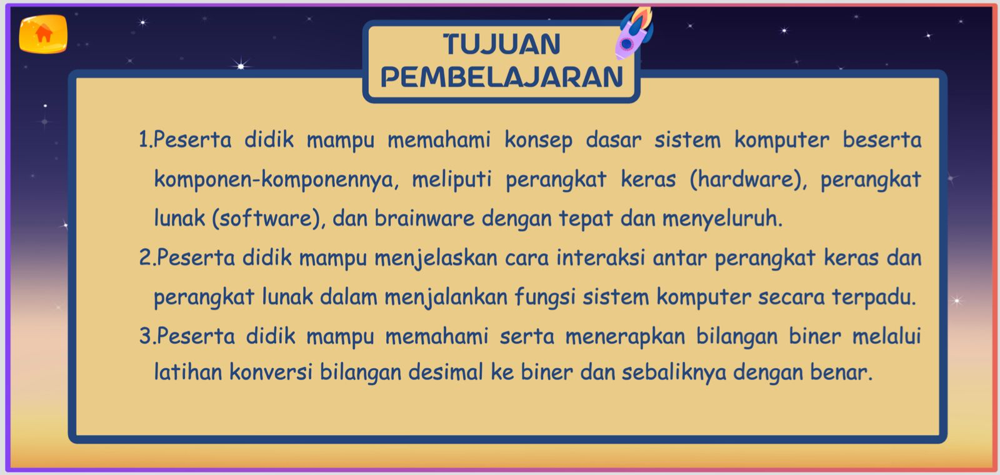 TUJUAN
PEMBELAJARAN
1.Peserta didik mampu memahami konsep dasar sistem komputer beserta
komponen-komponennya, meliputi perangkat keras (hardware), perangkat
lunak (software), dan brainware dengan tepat dan menyeluruh.
2.Peserta didik mampu menjelaskan cara interaksi antar perangkat keras dan
perangkat lunak dalam menjalankan fungsi sistem komputer secara terpadu.
3.Peserta didik mampu memahami serta menerapkan bilangan biner melalui
latihan konversi bilangan desimal ke biner dan sebaliknya dengan benar.